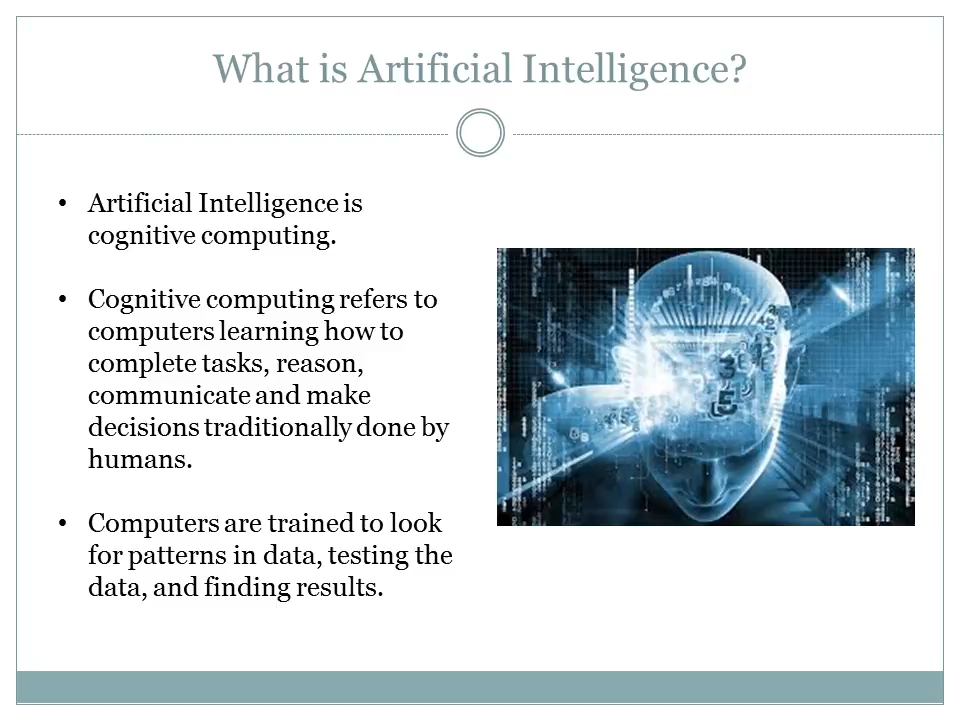 What is Artificial Intelligence?
• Artificial Intelligence is
cognitive computing.
• Cognitive computing refers to
computers learning how to
complete tasks, reason,
communicate and make
decisions traditionally done by
humans.
• Computers are trained to look
for patterns in data, testing the
data, and finding results.